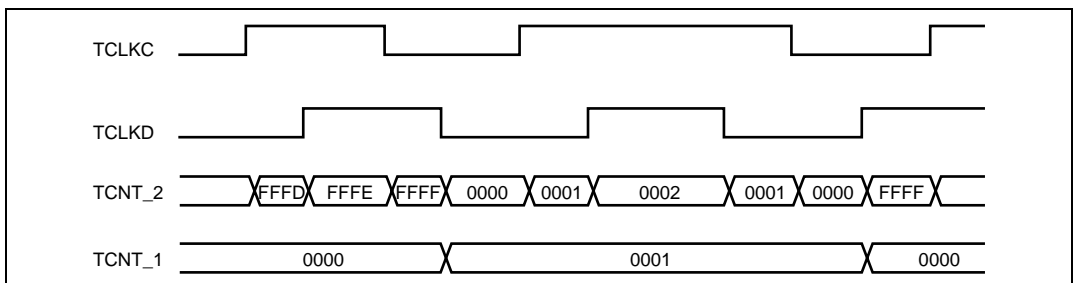 TCLKC
TCLKD
TCNT_2 FFFD FFFE FFFF 0000 0001 0002 0001 0000 FFFF
TCNT_1 0000 0001 0000